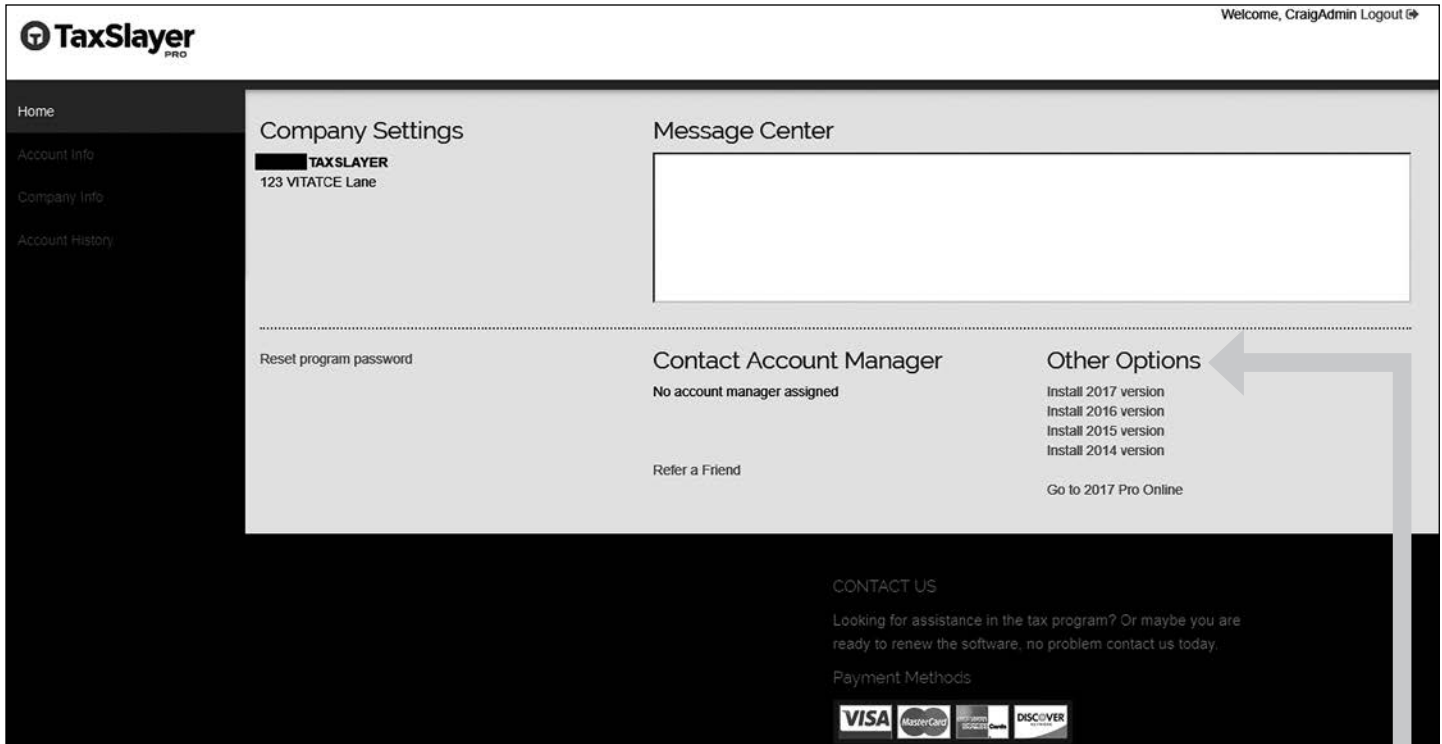 Welcome, CraigAdmin Logout
TaxSlayer
PRO
Home
Account Info
Company Info
Account History
Company Settings
TAXSLAYER
123 VITATCE Lane
Message Center
Reset program password
Contact Account Manager
No account manager assigned
Refer a Friend
Other Options
Install 2017 version
Install 2016 version
Install 2015 version
Install 2014 version
Go to 2017 Pro Online
CONTACT US
Looking for assistance in the tax program? Or maybe you are
ready to renew the software, no problem contact us today.
Payment Methods
VISA MasterCard Cards DISCOVER